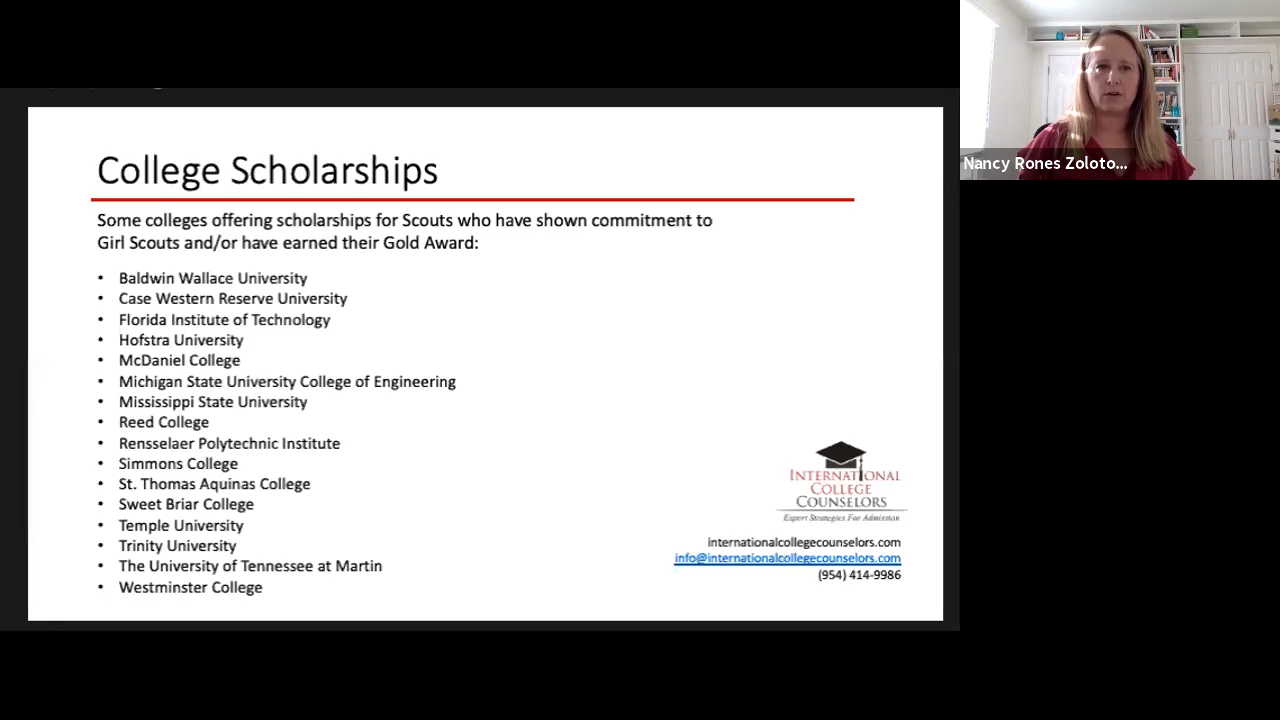 College Scholarships
Some colleges offering scholarships for Scouts who have shown commitment to
Girl Scouts and/or have earned their Gold Award:
• Baldwin Wallace University
• Case Western Reserve University
• Florida Institute of Technology
• Hofstra University
• McDaniel College
• Michigan State University College of Engineering
• Mississippi State University
• Reed College
• Rensselaer Polytechnic Institute
• Simmons College
• St. Thomas Aquinas College
• Sweet Briar College
• Temple University
• Trinity University
• The University of Tennessee at Martin
• Westminster College
INTERNATIONAL
COLLEGE
COUNSELORS
Expert Strategies For Admission
internationalcollegecounselors.com
info@internationalcollegecounselors.com
(954) 414-9986
Nancy Rones Zoloto...